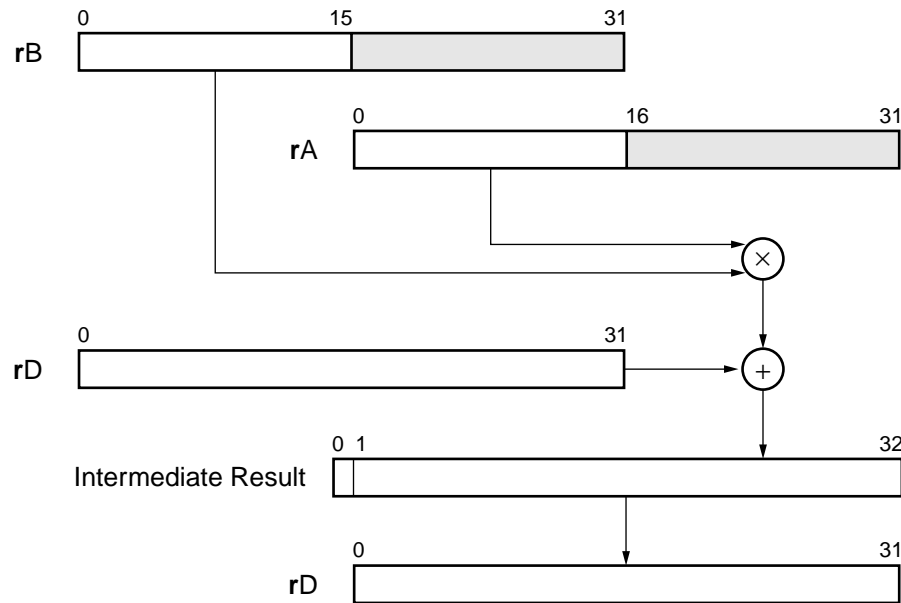 0 15 31
rB
0 16 31
rA
×
0 31
rD
+
0 1 32
Intermediate Result
0 31
rD